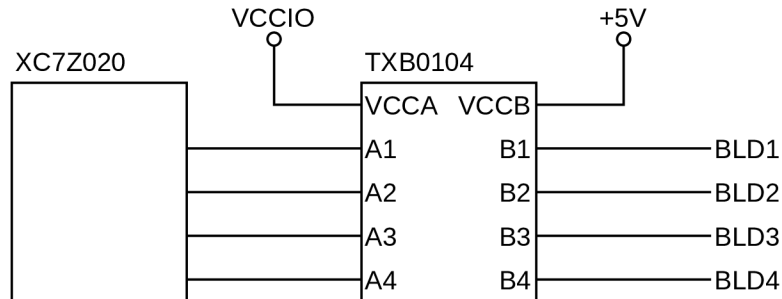 VCCIO +5V
XC7Z020 TXB0104
VCCA VCCB
A1 B1 BLD1
A2 B2 BLD2
A3 B3 BLD3
A4 B4 BLD4